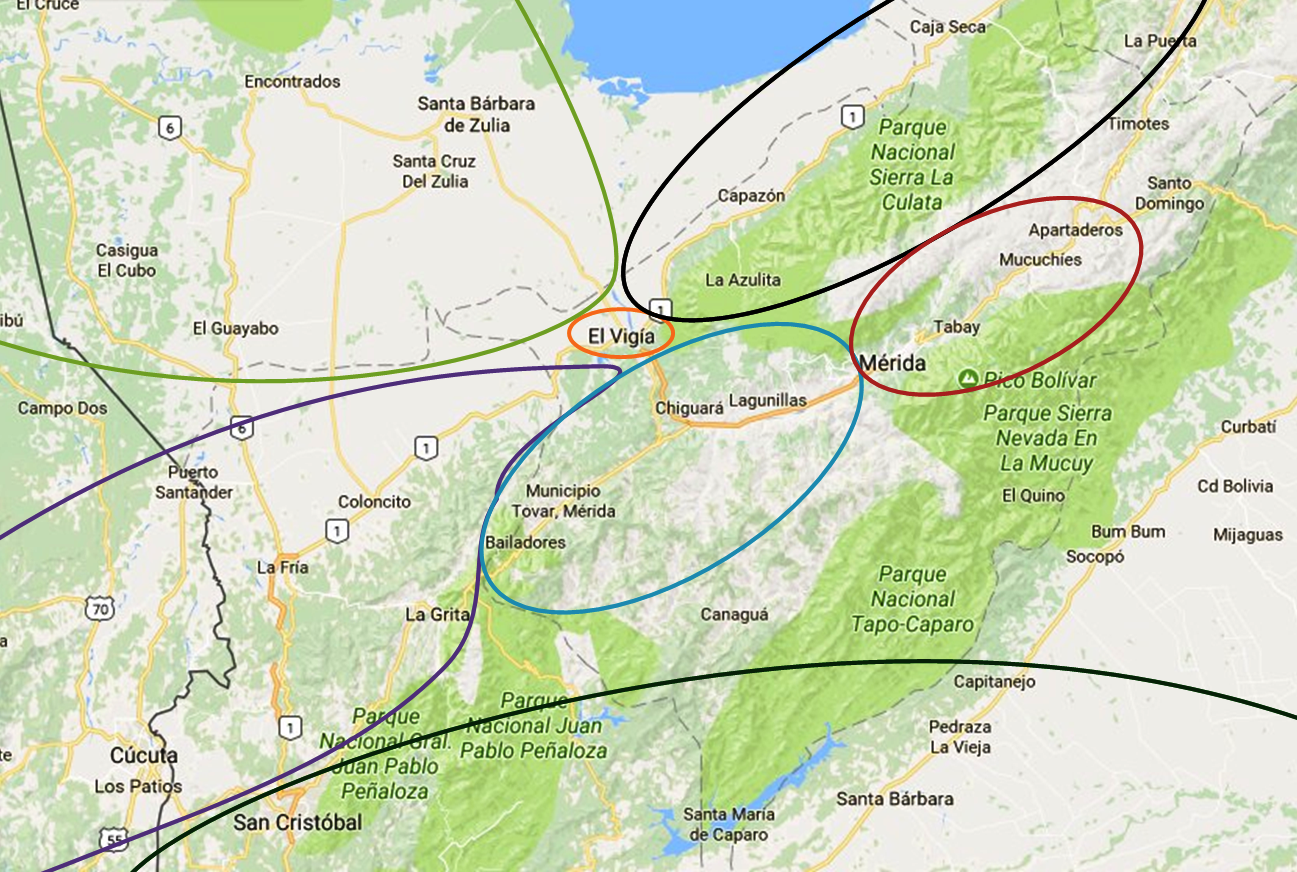 El Cruce
Caja Seca
La Puerta
Encontrados
Santa Bárbara
de Zulia
6
1
Parque
Nacional
Sierra La
Culata
Timotes
Santa Cruz
Del Zulia
Capazón
Santo
Domingo
Casigua
El Cubo
Apartaderos
Mucuchíes
La Azulita
1
ibú
El Guayabo
El Vigía
Tabay
Mérida
Pico Bolívar
Campo Dos
Chiguará
Lagunillas
Parque Sierra
Nevada En
La Mucuy
6
1
Curbatí
Puerto
Santander
Coloncito
Municipio
Tovar, Mérida
El Quino
Cd Bolivia
1
Bailadores
Bum Bum
Mijaguas
Socopó
La Fría
70
Parque
Nacional
Tapo-Caparo
La Grita
Canaguá
a
Capitanejo
Parque
Nacional Juan
Pablo Peñaloza
Parque
Nacional Gral.
Juan Pablo
Peñaloza
1
Pedraza
La Vieja
te
Cúcuta
Los Patios
Santa Bárbara
San Cristóbal
Santa María
de Caparo
55